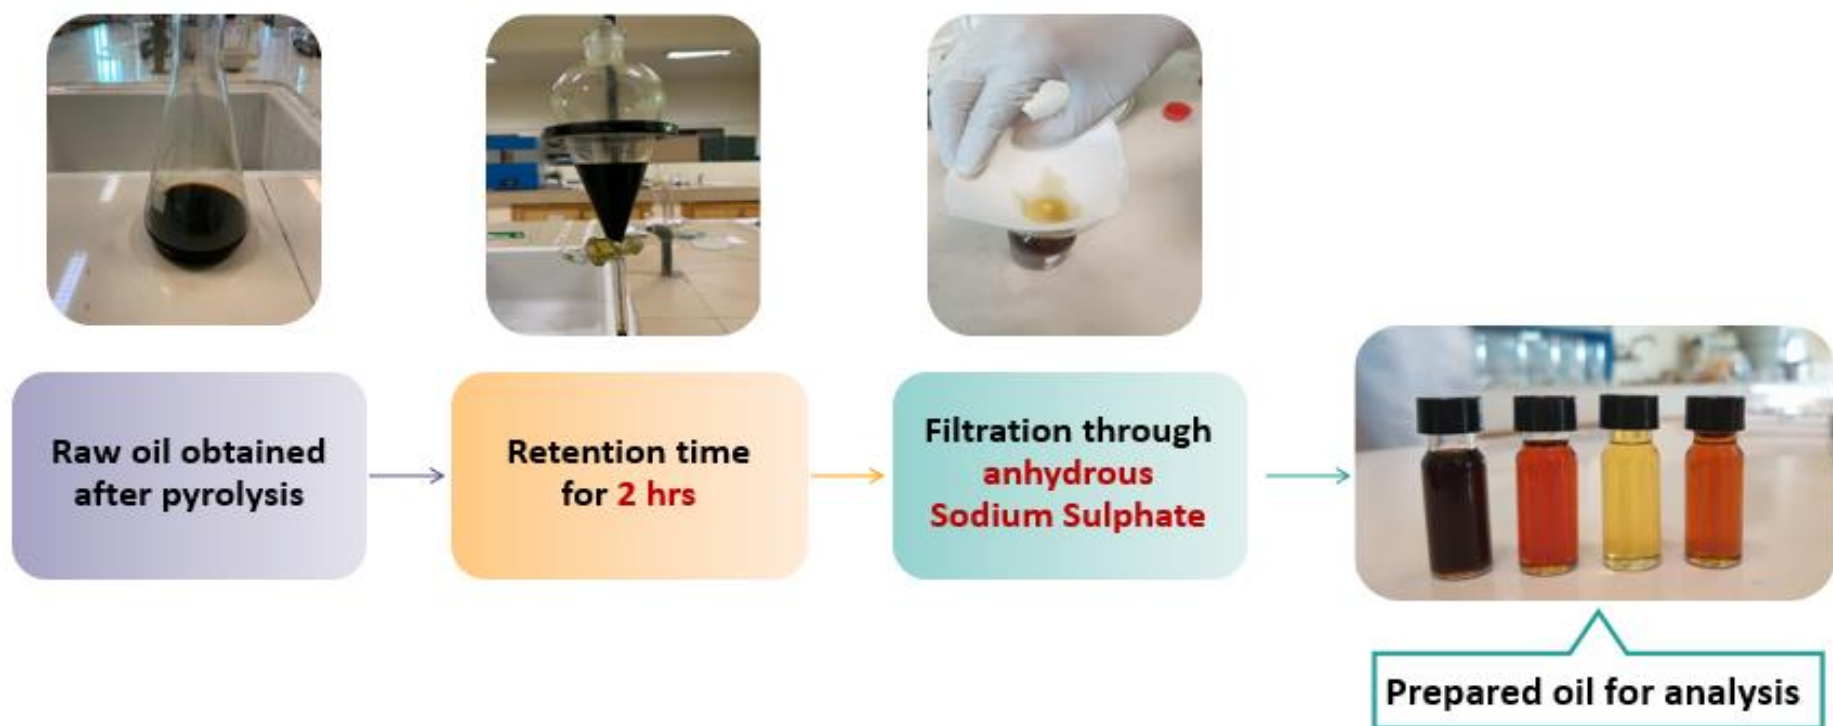 Raw oil obtained
after pyrolysis
Retention time
for 2 hrs
Filtration through
anhydrous
Sodium Sulphate
Prepared oil for analysis